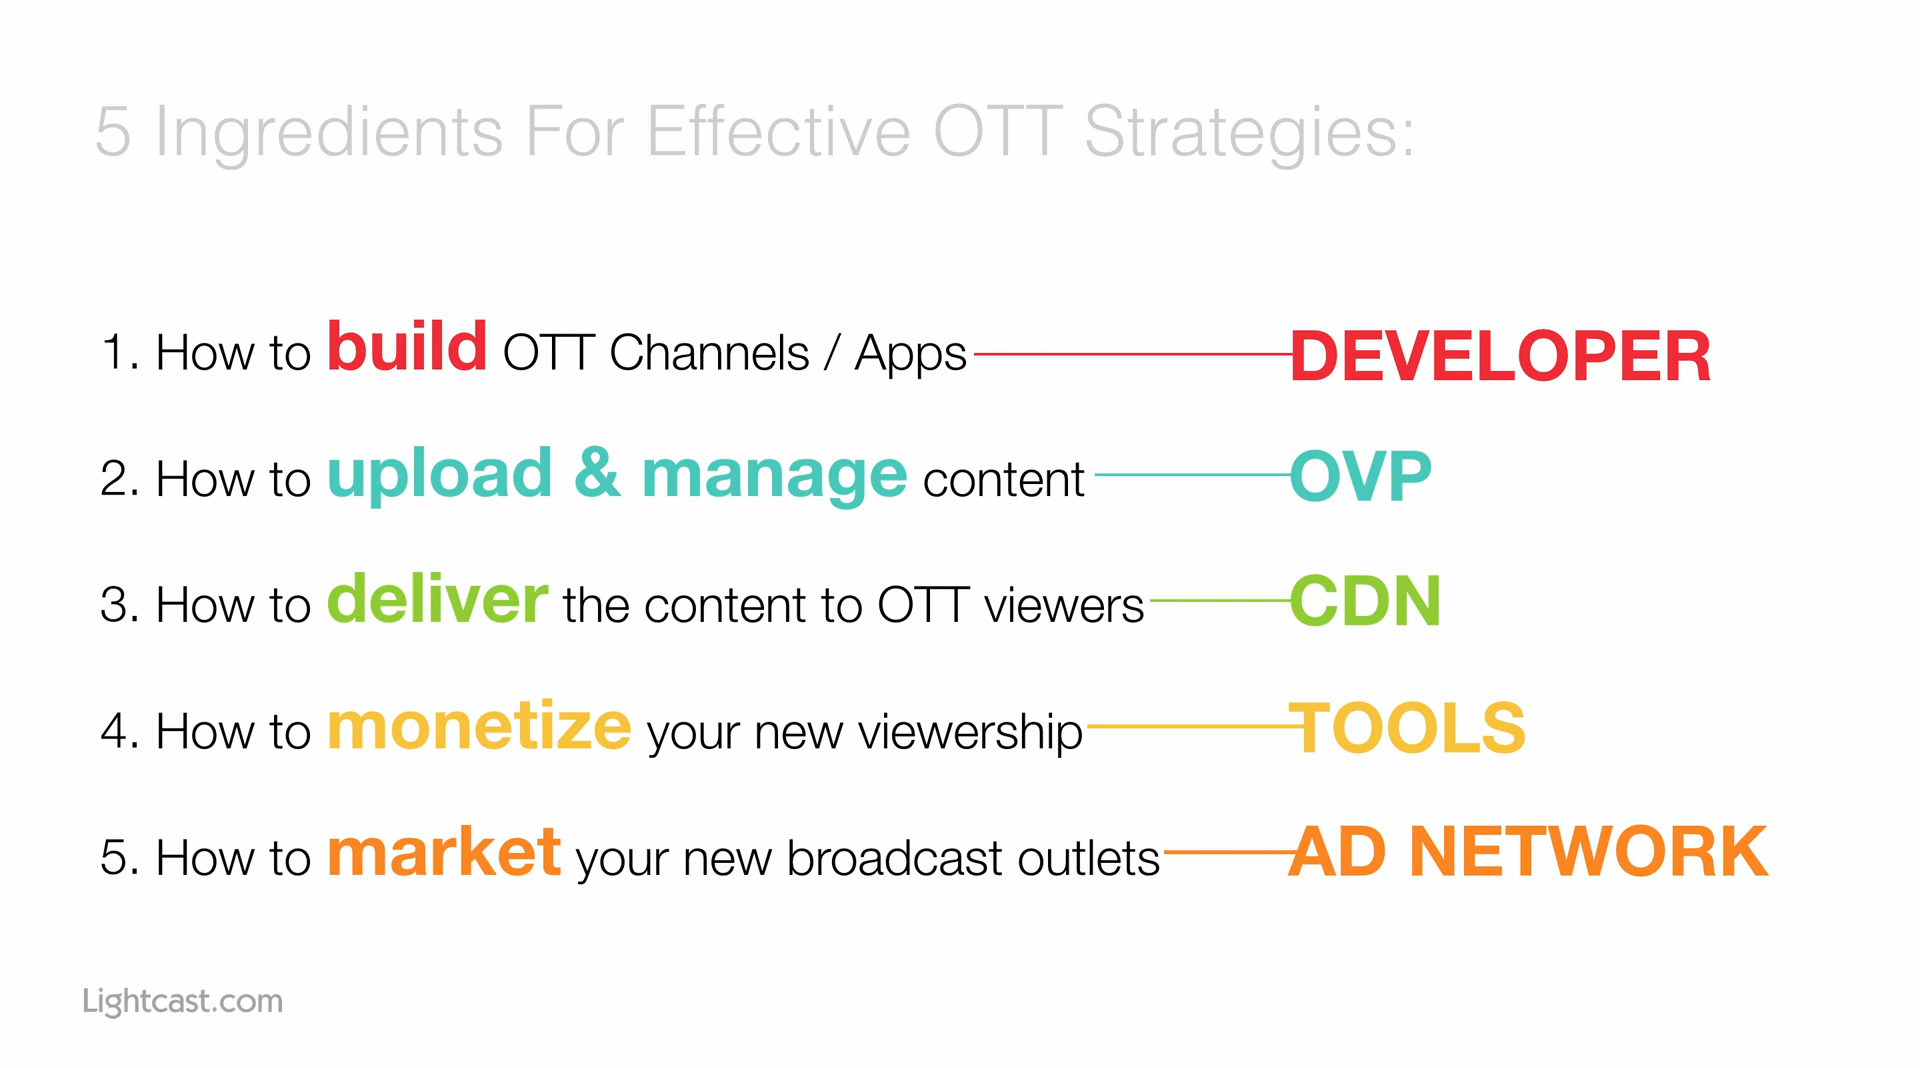 5 Ingredients For Effective OTT Strategies:
1. How to build OTT Channels / Apps DEVELOPER
2. How to upload & manage content OVP
3. How to deliver the content to OTT viewers CDN
4. How to monetize your new viewership TOOLS
5. How to market your new broadcast outlets AD NETWORK
Lightcast.com